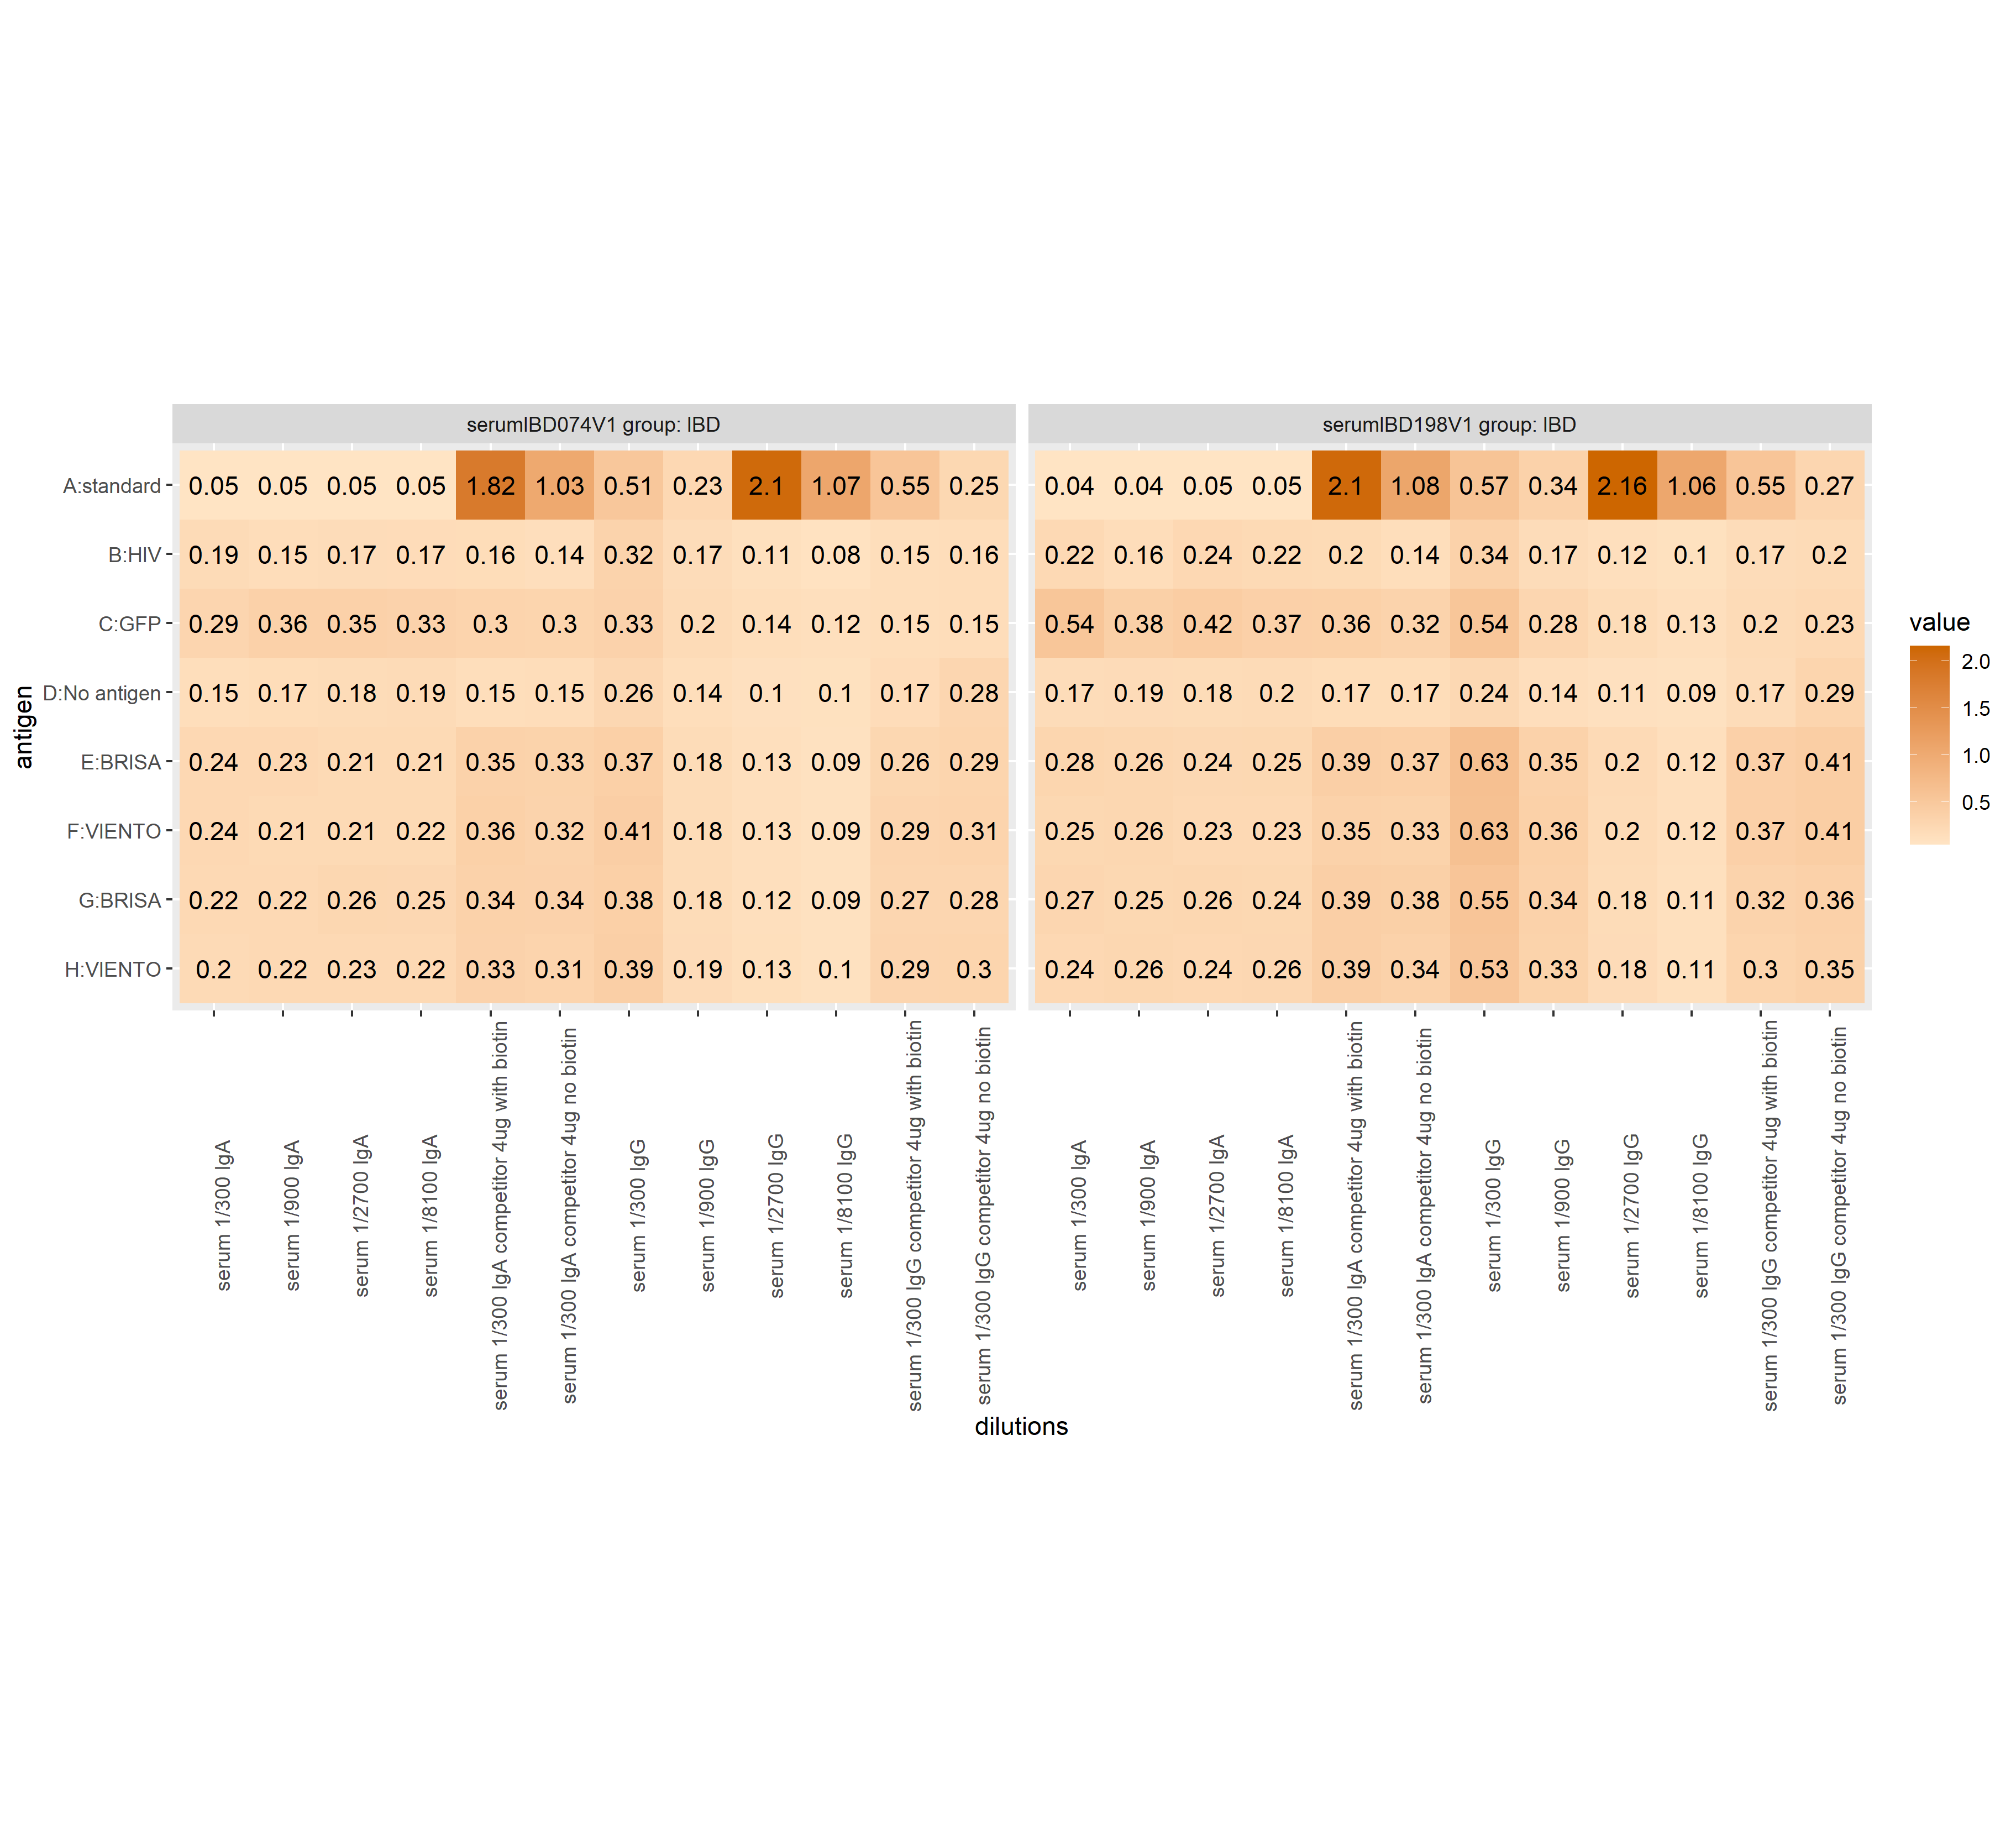 serumIBD074V1 group: IBD serumIBD198V1 group: IBD
A:standard 0.05 0.05 0.05 0.05 1.82 1.03 0.51 0.23 2.1 1.07 0.55 0.25 0.04 0.04 0.05 0.05 2.1 1.08 0.57 0.34 2.16 1.06 0.55 0.27
B:HIV 0.19 0.15 0.17 0.17 0.16 0.14 0.32 0.17 0.11 0.08 0.15 0.16 0.22 0.16 0.24 0.22 0.2 0.14 0.34 0.17 0.12 0.1 0.17 0.2
C:GFP 0.29 0.36 0.35 0.33 0.3 0.3 0.33 0.2 0.14 0.12 0.15 0.15 0.54 0.38 0.42 0.37 0.36 0.32 0.54 0.28 0.18 0.13 0.2 0.23
D:No antigen 0.15 0.17 0.18 0.19 0.15 0.15 0.26 0.14 0.1 0.1 0.17 0.28 0.17 0.19 0.18 0.2 0.17 0.17 0.24 0.14 0.11 0.09 0.17 0.29
E:BRISA 0.24 0.23 0.21 0.21 0.35 0.33 0.37 0.18 0.13 0.09 0.26 0.29 0.28 0.26 0.24 0.25 0.39 0.37 0.63 0.35 0.2 0.12 0.37 0.41
F:VIENTO 0.24 0.21 0.21 0.22 0.36 0.32 0.41 0.18 0.13 0.09 0.29 0.31 0.25 0.26 0.23 0.23 0.35 0.33 0.63 0.36 0.2 0.12 0.37 0.41
G:BRISA 0.22 0.22 0.26 0.25 0.34 0.34 0.38 0.18 0.12 0.09 0.27 0.28 0.27 0.25 0.26 0.24 0.39 0.38 0.55 0.34 0.18 0.11 0.32 0.36
H:VIENTO 0.2 0.22 0.23 0.22 0.33 0.31 0.39 0.19 0.13 0.1 0.29 0.3 0.24 0.26 0.24 0.26 0.39 0.34 0.53 0.33 0.18 0.11 0.3 0.35
antigen
serum 1/300 IgA
serum 1/900 IgA
serum 1/2700 IgA
serum 1/8100 IgA
serum 1/300 IgA competitor 4ug with biotin
serum 1/300 IgA competitor 4ug no biotin
serum 1/300 IgG
serum 1/900 IgG
serum 1/2700 IgG
serum 1/8100 IgG
serum 1/300 IgG competitor 4ug with biotin
serum 1/300 IgG competitor 4ug no biotin
serum 1/300 IgA
serum 1/900 IgA
serum 1/2700 IgA
serum 1/8100 IgA
serum 1/300 IgA competitor 4ug with biotin
serum 1/300 IgA competitor 4ug no biotin
serum 1/300 IgG
serum 1/900 IgG
serum 1/2700 IgG
serum 1/8100 IgG
serum 1/300 IgG competitor 4ug with biotin
serum 1/300 IgG competitor 4ug no biotin
dilutions
value
2.0
1.5
1.0
0.5